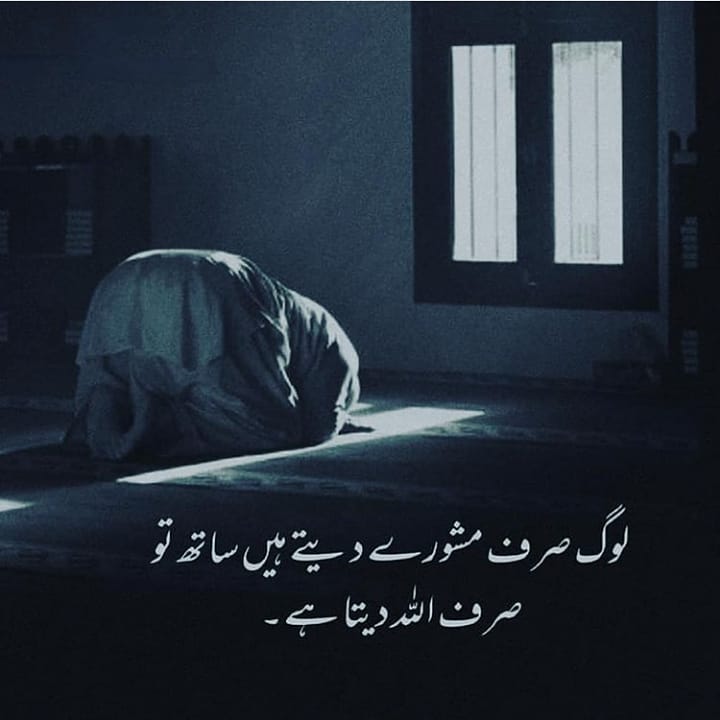 لوگ صرف مشورے دیتے ہیں ساتھ تو
صرف اللہ دیتا ہے۔